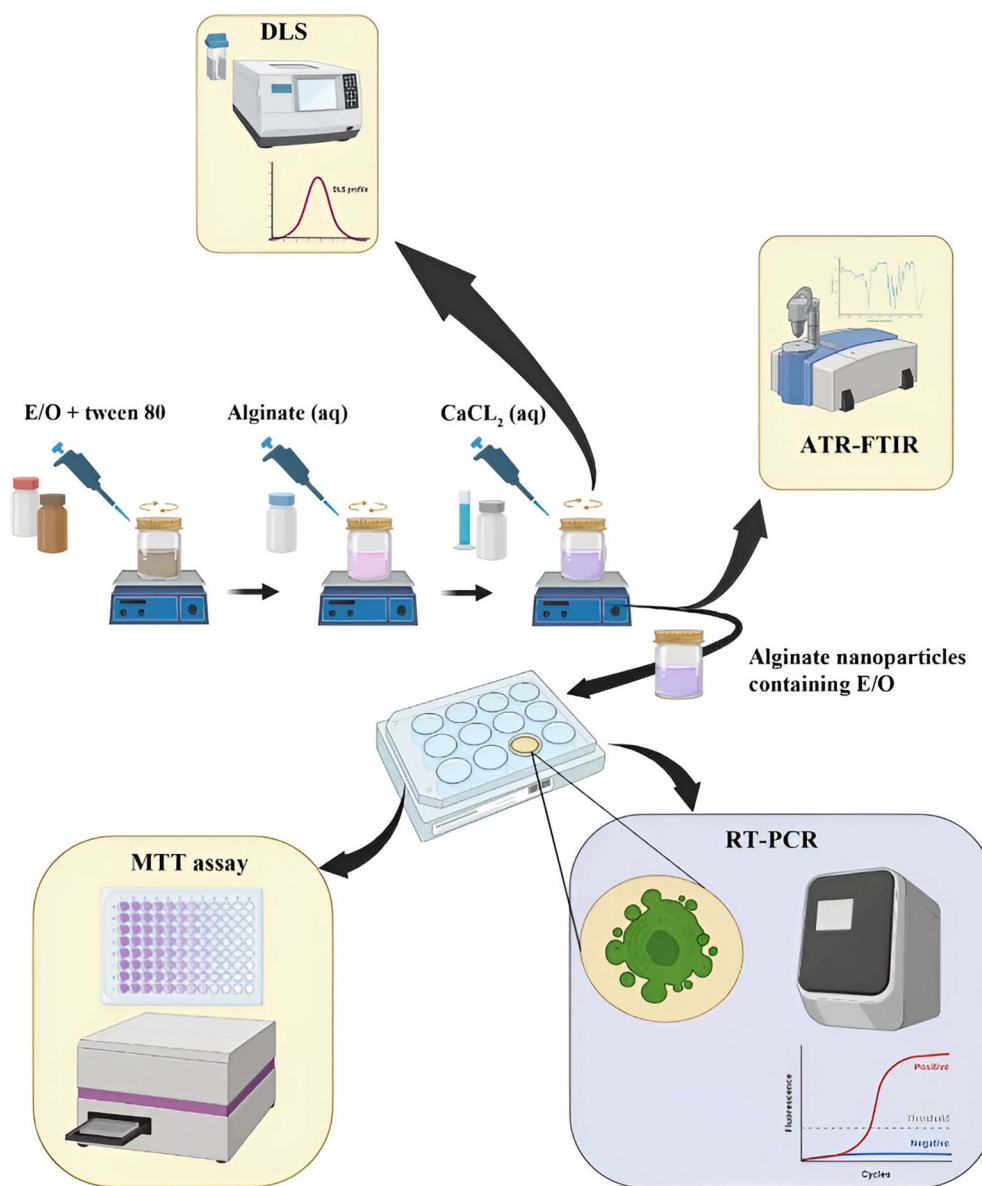 DLS
DLS profile
ATR-FTIR
E/O + tween 80
Alginate (aq)
CaCL₂ (aq)
Alginate nanoparticles
containing E/O
MTT assay
RT-PCR
Fluorescence
Positive
Threshold
Negative
Cycles